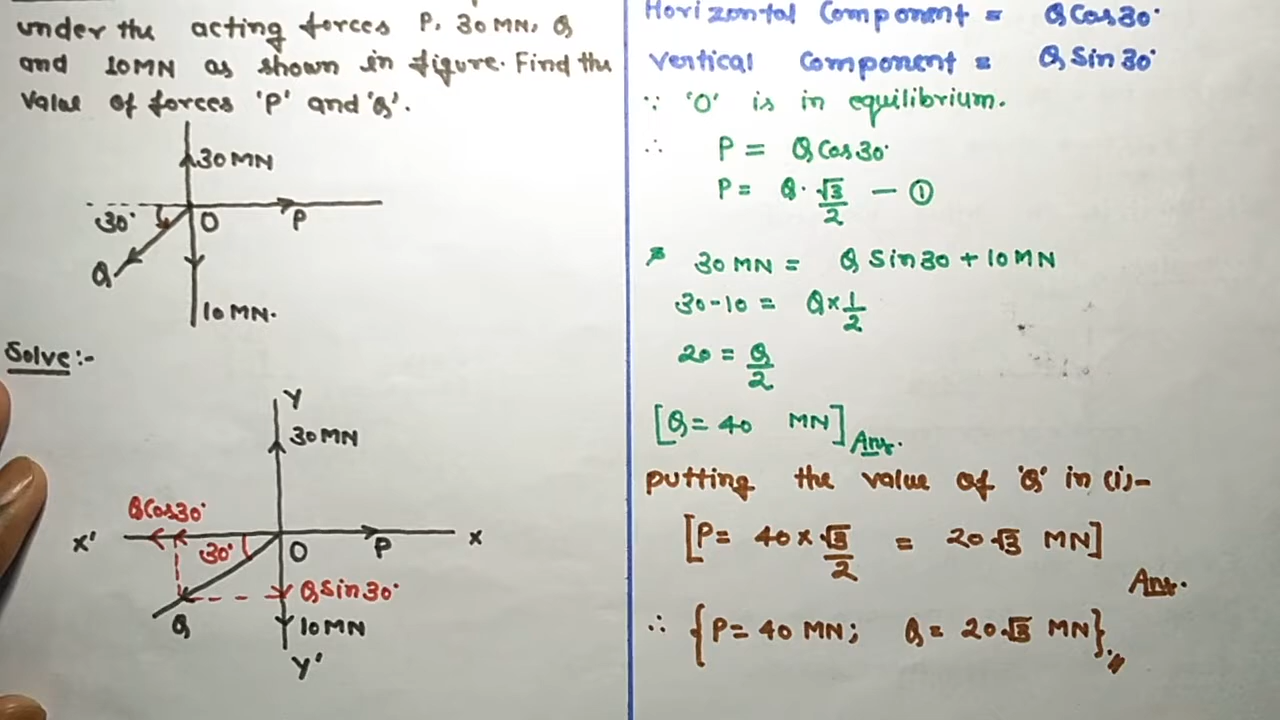 under the acting forces P, 30 MN, Q
and 10MN as shown in figure. Find the
Value of forces 'P' and 'Q'.
30 MN
30°
O
P
Q
10 MN.
Solve:-
Y
30 MN
Qcos30°
X'
30°
O
P
X
Qsin30°
Q
10 MN
Y'
Horizontal Component = Q Cos 30°
Vertical Component = Q Sin 30°
∵ 'O' is in equilibrium.
∴ P = Q Cos 30°
P = Q · √3/2 — ①
30 MN = Q Sin 30 + 10 MN
30-10 = Q × 1/2
20 = Q/2
[Q = 40 MN] Ans.
putting the value of 'Q' in (i)-
[P = 40 × √3/2 = 20√3 MN]
Ans.
∴ {P = 40 MN; Q = 20√3 MN}.